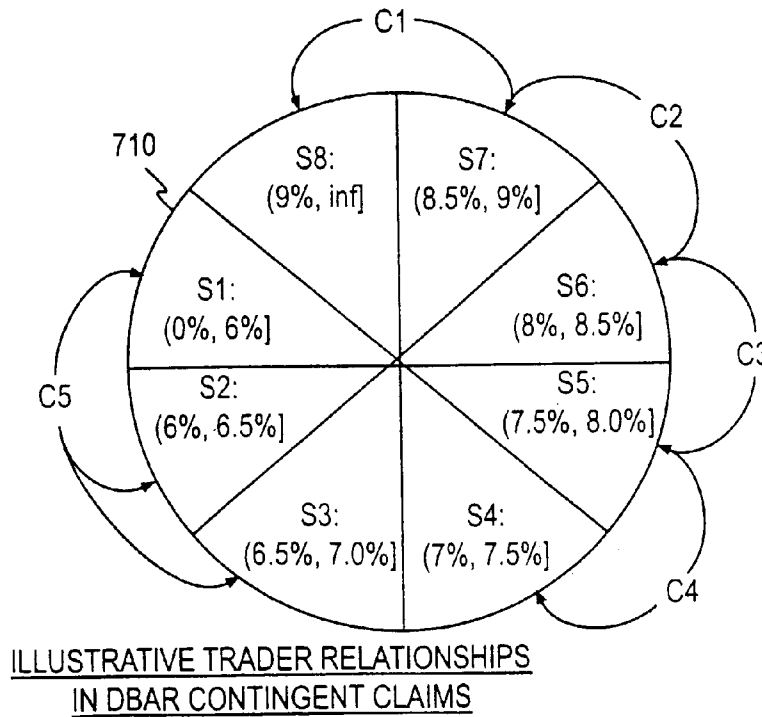 C1
C2
710
S8:
(9%, inf]
S7:
(8.5%, 9%]
S1:
(0%, 6%]
S6:
(8%, 8.5%]
C3
C5
S2:
(6%, 6.5%]
S5:
(7.5%, 8.0%]
S3:
(6.5%, 7.0%]
S4:
(7%, 7.5%]
C4
ILLUSTRATIVE TRADER RELATIONSHIPS
IN DBAR CONTINGENT CLAIMS